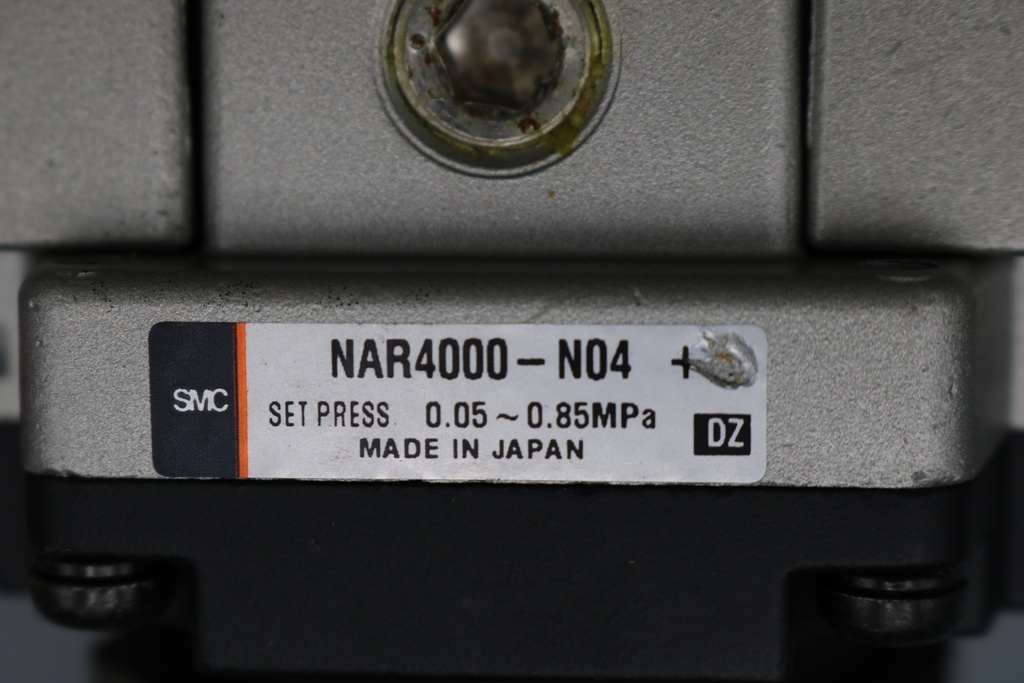 NAR4000-N04 +
SMC
SET PRESS. 0.05~0.85MPa
DZ
MADE IN JAPAN